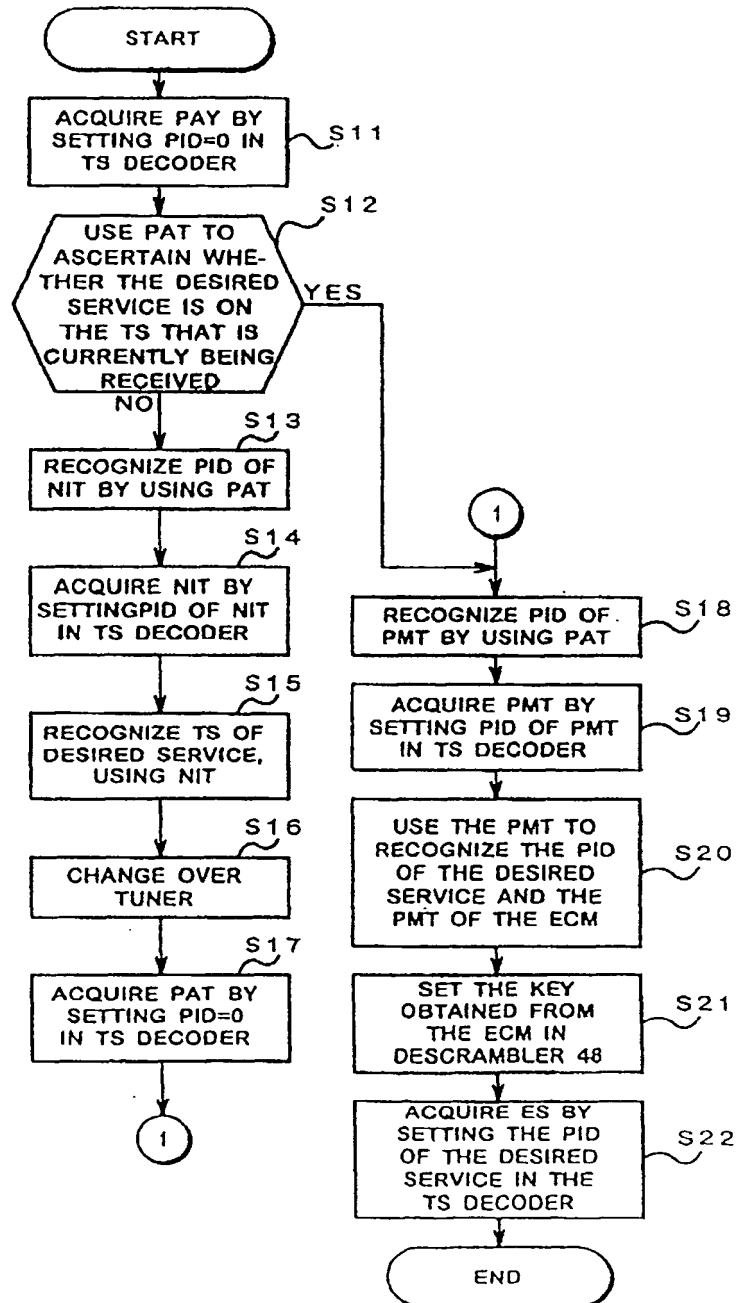 START
ACQUIRE PAY BY
SETTING PID=0 IN
TS DECODER
S11
S12
USE PAT TO
ASCERTAIN WHE-
THER THE DESIRED
SERVICE IS ON
THE TS THAT IS
CURRENTLY BEING
RECEIVED
YES
NO
S13
RECOGNIZE PID OF
NIT BY USING PAT
S14
ACQUIRE NIT BY
SETTINGPID OF NIT
IN TS DECODER
S15
RECOGNIZE TS OF
DESIRED SERVICE,
USING NIT
S16
CHANGE OVER
TUNER
S17
ACQUIRE PAT BY
SETTING PID=0
IN TS DECODER
1
1
RECOGNIZE PID OF
PMT BY USING PAT
S18
ACQUIRE PMT BY
SETTING PID OF PMT
IN TS DECODER
S19
USE THE PMT TO
RECOGNIZE THE PID
OF THE DESIRED
SERVICE AND THE
PMT OF THE ECM
S20
SET THE KEY
OBTAINED FROM
THE ECM IN
DESCRAMBLER 48
S21
ACQUIRE ES BY
SETTING THE PID
OF THE DESIRED
SERVICE IN THE
TS DECODER
S22
END